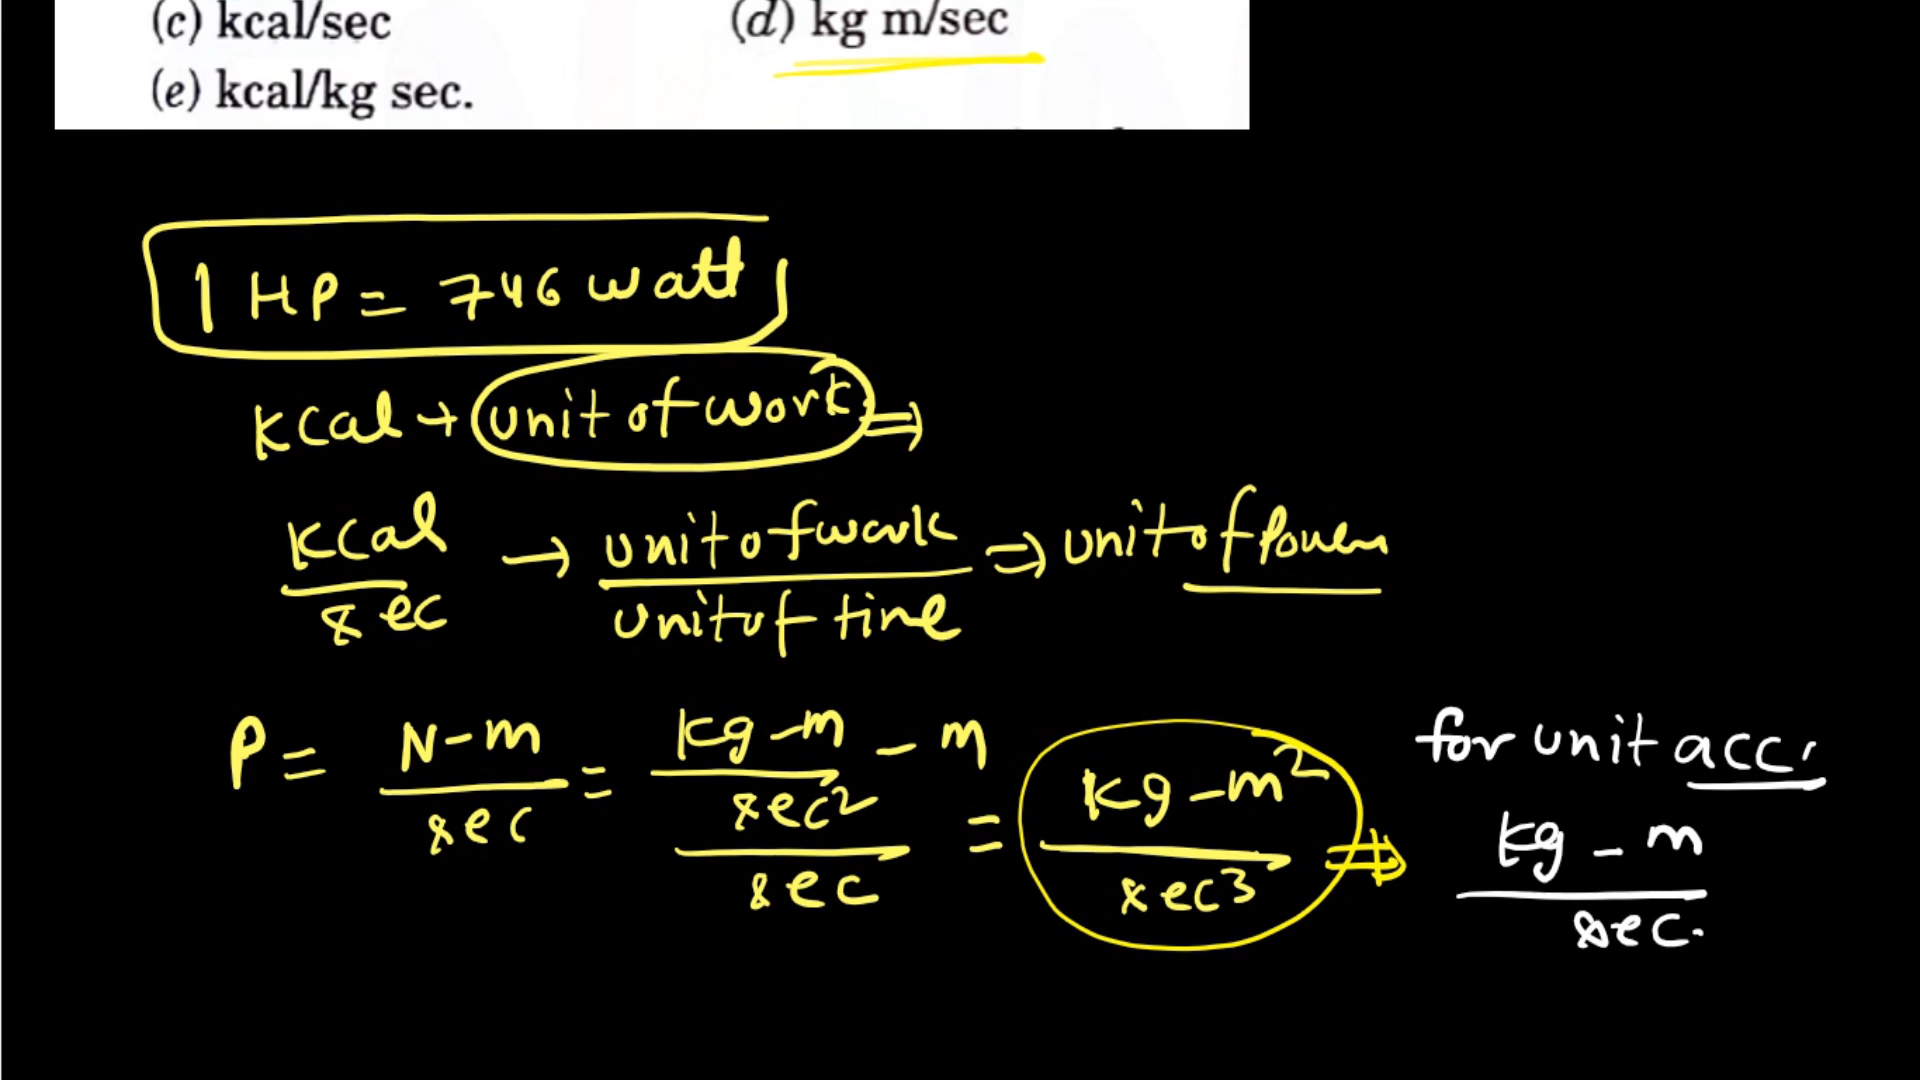 (c) kcal/sec (d) kg m/sec
(e) kcal/kg sec.
1 HP = 746 watt
kcal → unit of work ⇒
kcal/sec → unit of work/unit of time ⇒ unit of Power
P = N-m/sec = kg-m/sec2 - m/sec = kg-m²/sec3 ⇒
for unit acc.
kg - m/sec.